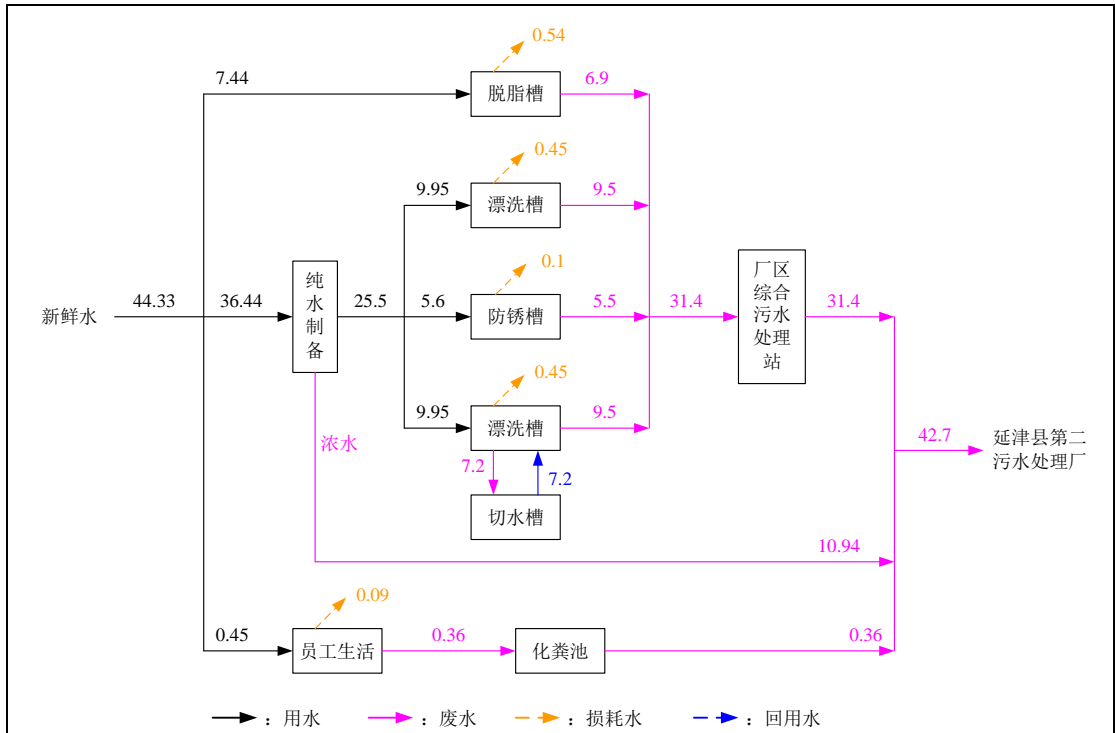 0.54
7.44
脱脂槽
6.9
0.45
9.95
漂洗槽
9.5
0.1
新鲜水
44.33
36.44
纯
水
制
备
25.5
5.6
防锈槽
5.5
31.4
厂区
综合
污水
处理
站
31.4
0.45
9.95
漂洗槽
9.5
浓水
7.2
7.2
切水槽
42.7
延津县第二
污水处理厂
10.94
0.09
0.45
员工生活
0.36
化粪池
0.36
：用水
：废水
：损耗水
：回用水